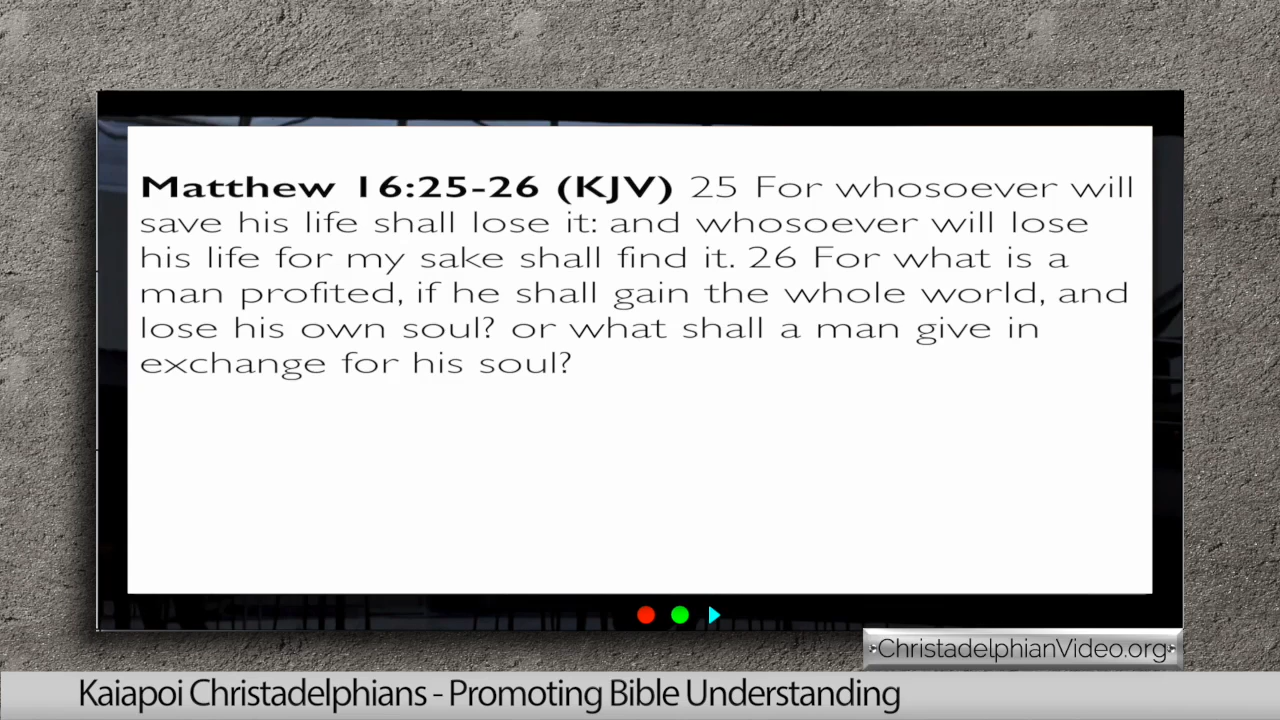 Matthew 16:25-26 (KJV) 25 For whosoever will
save his life shall lose it: and whosoever will lose
his life for my sake shall find it. 26 For what is a
man profited, if he shall gain the whole world, and
lose his own soul? or what shall a man give in
exchange for his soul?
ChristadelphianVideo.org
Kaiapoi Christadelphians - Promoting Bible Understanding